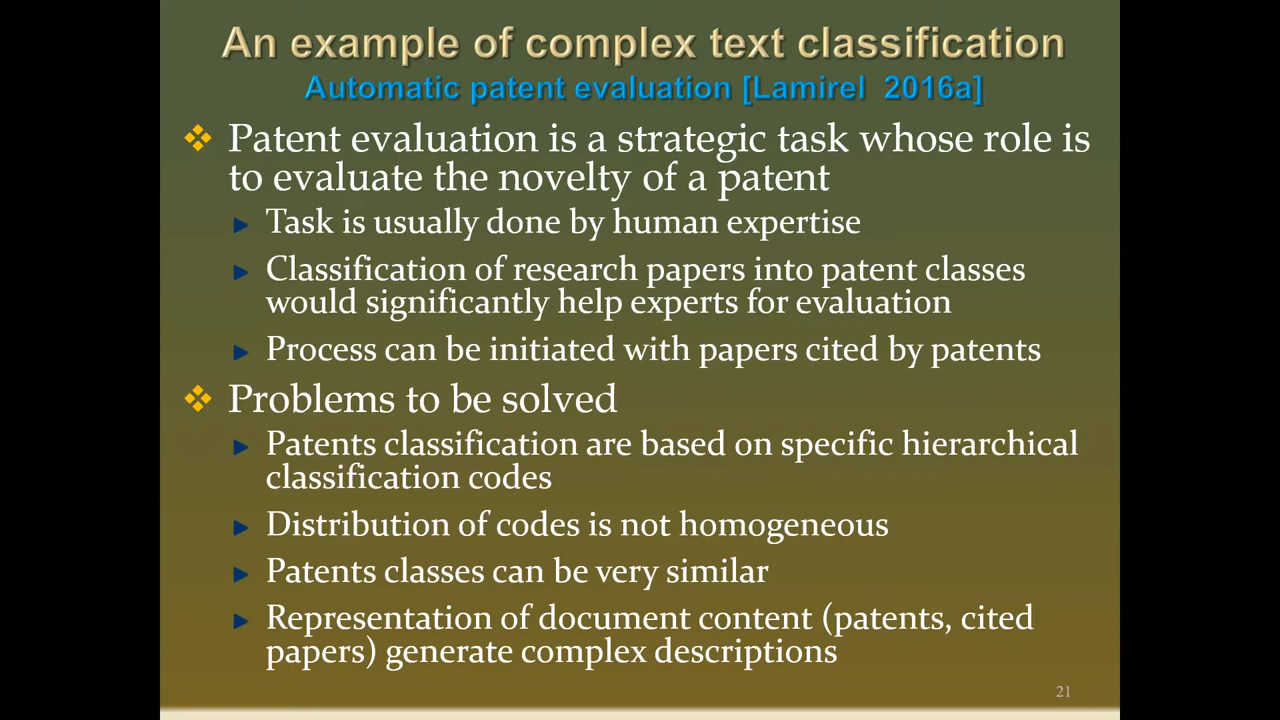 An example of complex text classification
Automatic patent evaluation [Lamirel 2016a]
Patent evaluation is a strategic task whose role is
to evaluate the novelty of a patent
Task is usually done by human expertise
Classification of research papers into patent classes
would significantly help experts for evaluation
Process can be initiated with papers cited by patents
Problems to be solved
Patents classification are based on specific hierarchical
classification codes
Distribution of codes is not homogeneous
Patents classes can be very similar
Representation of document content (patents, cited
papers) generate complex descriptions
21